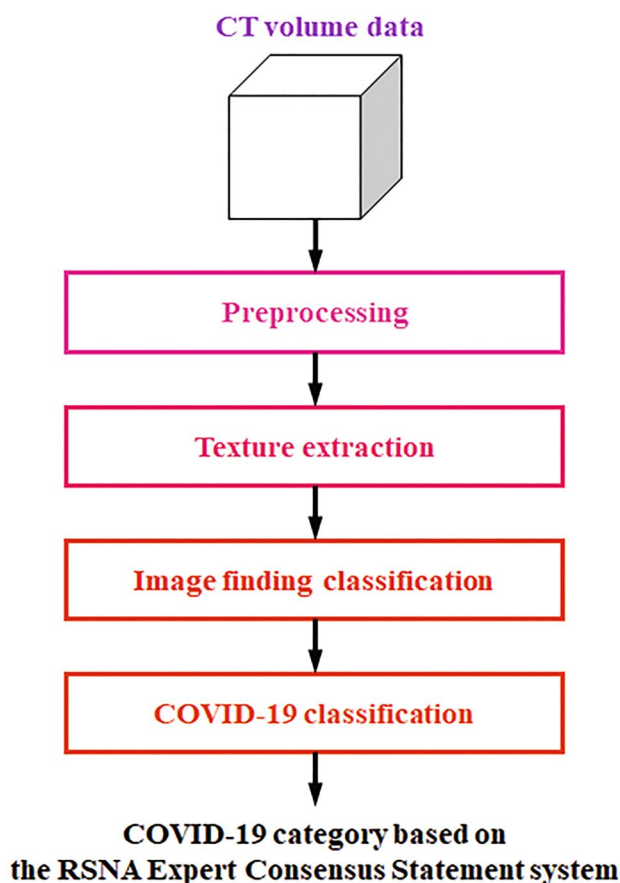 CT volume data
Preprocessing
Texture extraction
Image finding classification
COVID-19 classification
COVID-19 category based on
the RSNA Expert Consensus Statement system